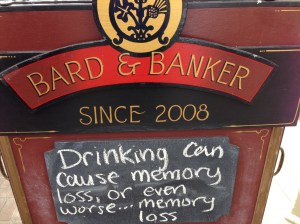 BARD & BANKER
SINCE 2008
Drinking can
cause memory
loss, or even
worse... memory
loss